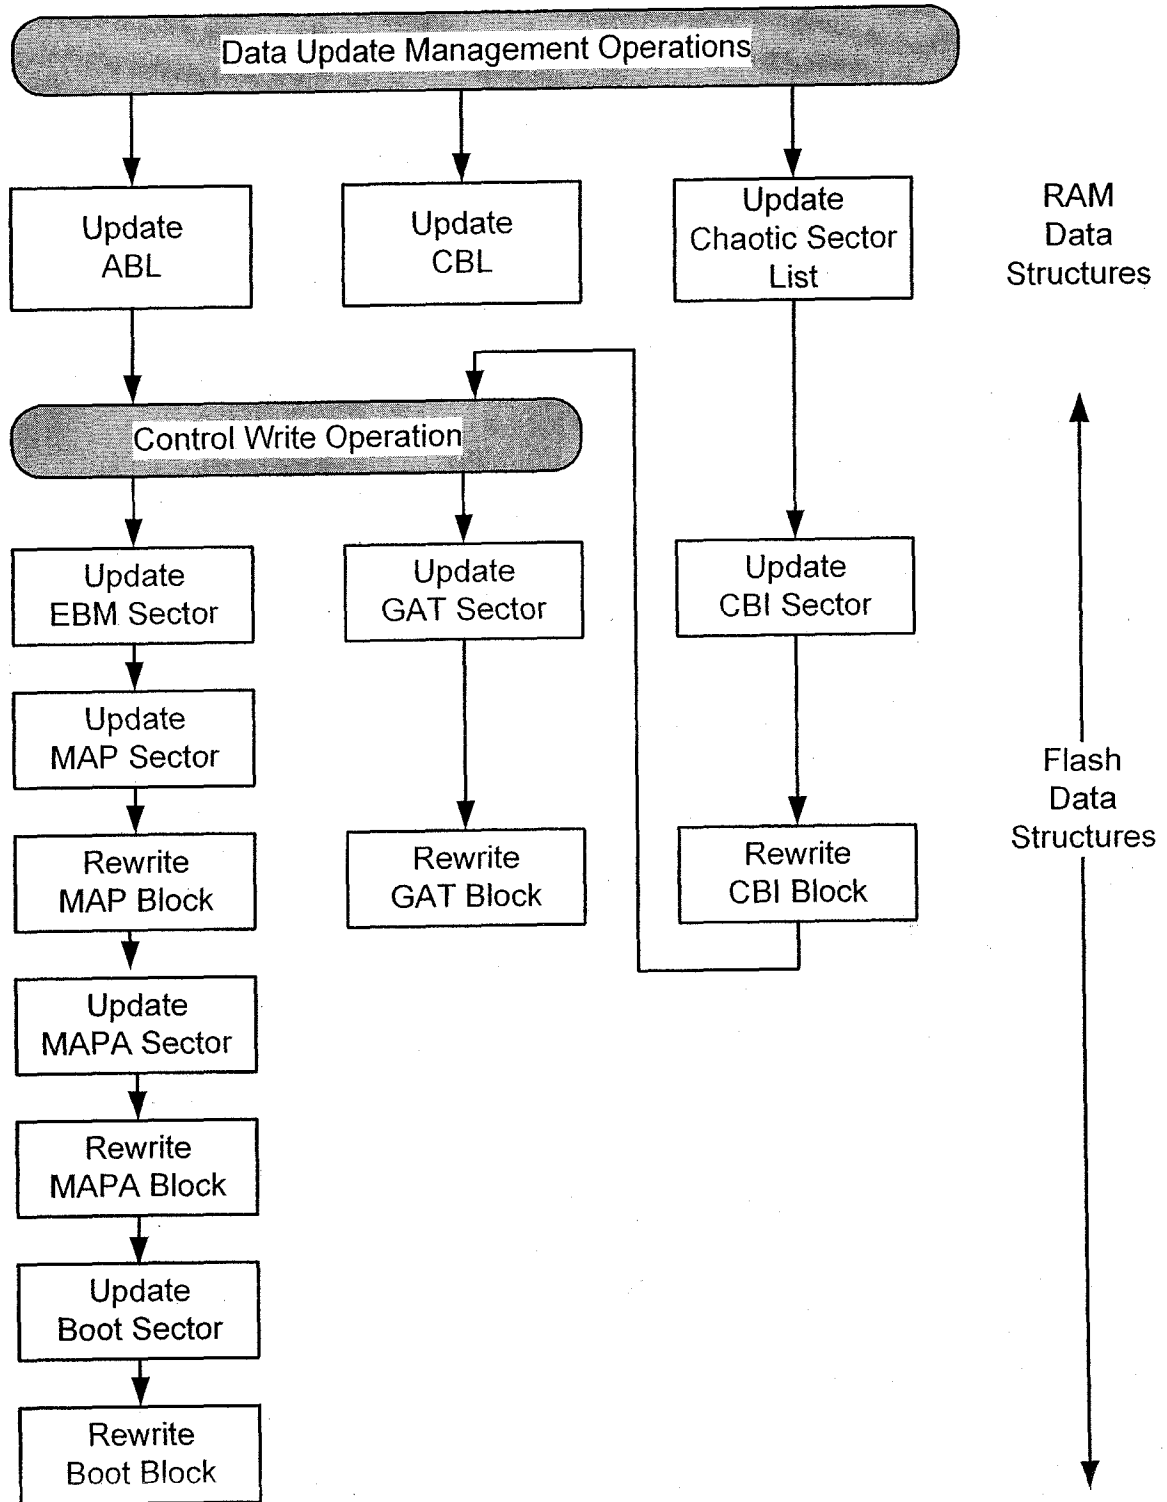 Data Update Management Operations
Update
ABL
Update
CBL
Update
Chaotic Sector
List
RAM
Data
Structures
Control Write Operation
Update
EBM Sector
Update
GAT Sector
Update
CBI Sector
Update
MAP Sector
Flash
Data
Structures
Rewrite
MAP Block
Rewrite
GAT Block
Rewrite
CBI Block
Update
MAPA Sector
Rewrite
MAPA Block
Update
Boot Sector
Rewrite
Boot Block